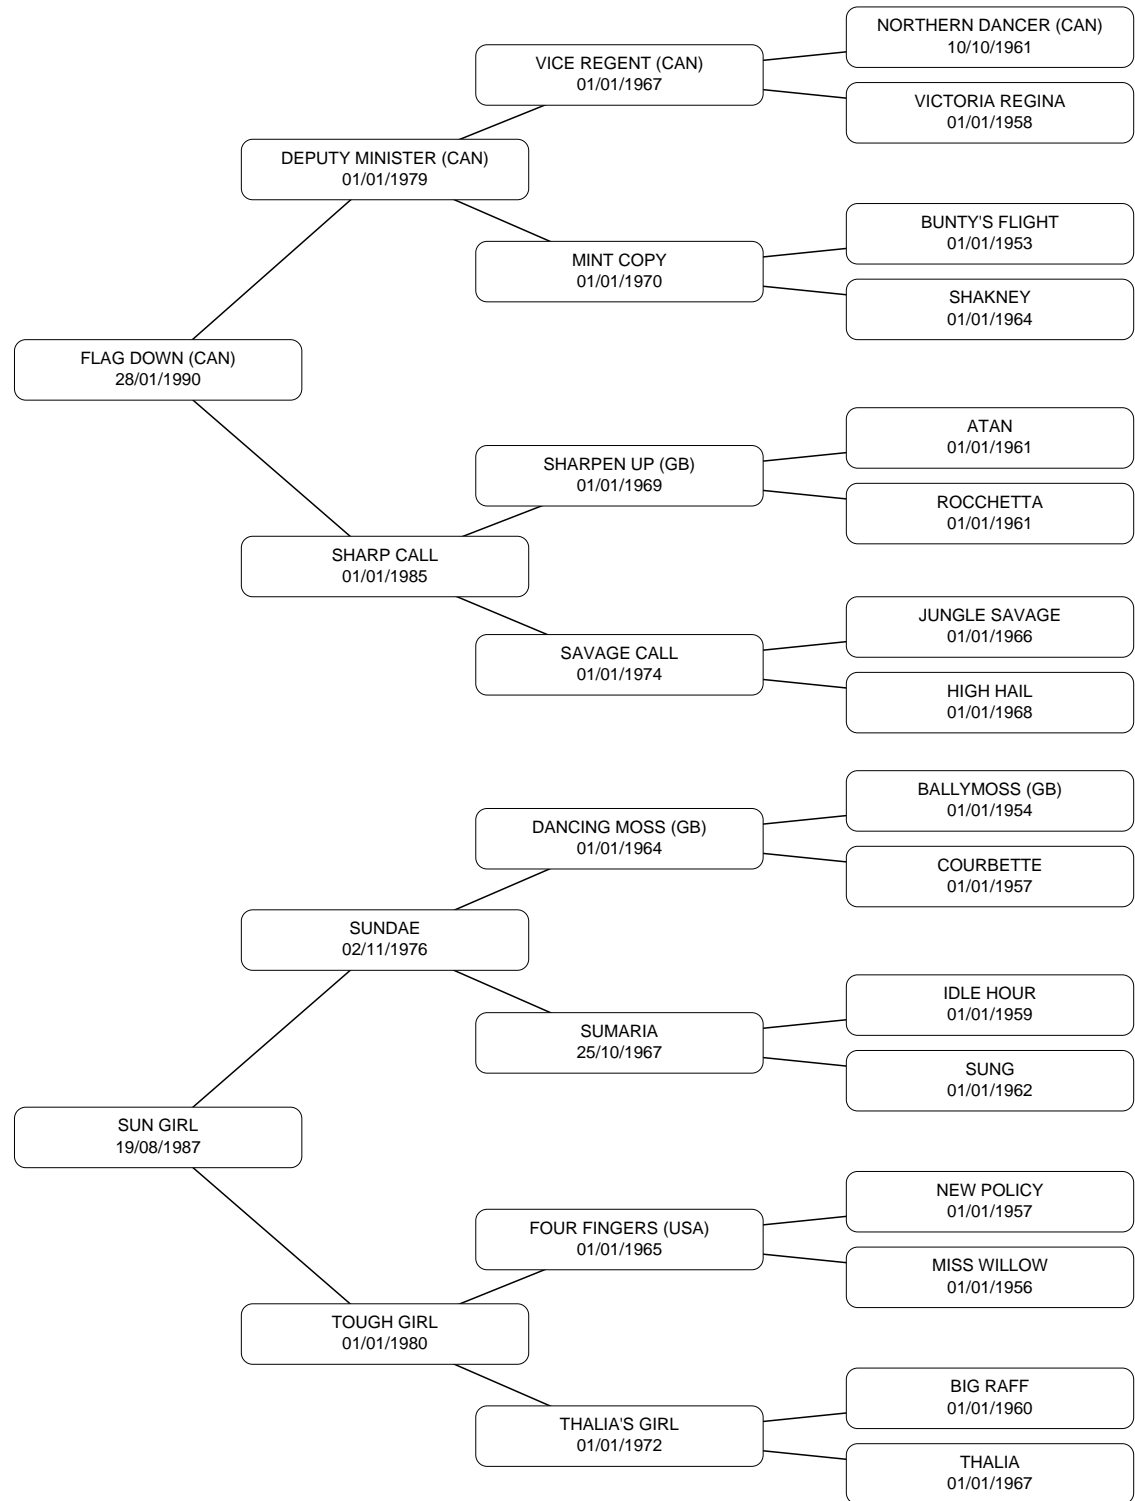 NORTHERN DANCER (CAN)
10/10/1961
VICE REGENT (CAN)
01/01/1967
VICTORIA REGINA
01/01/1958
DEPUTY MINISTER (CAN)
01/01/1979
BUNTY'S FLIGHT
01/01/1953
MINT COPY
01/01/1970
SHAKNEY
01/01/1964
FLAG DOWN (CAN)
28/01/1990
ATAN
01/01/1961
SHARPEN UP (GB)
01/01/1969
ROCCHETTA
01/01/1961
SHARP CALL
01/01/1985
JUNGLE SAVAGE
01/01/1966
SAVAGE CALL
01/01/1974
HIGH HAIL
01/01/1968
BALLYMOSS (GB)
01/01/1954
DANCING MOSS (GB)
01/01/1964
COURBETTE
01/01/1957
SUNDAE
02/11/1976
IDLE HOUR
01/01/1959
SUMARIA
25/10/1967
SUNG
01/01/1962
SUN GIRL
19/08/1987
NEW POLICY
01/01/1957
FOUR FINGERS (USA)
01/01/1965
MISS WILLOW
01/01/1956
TOUGH GIRL
01/01/1980
BIG RAFF
01/01/1960
THALIA'S GIRL
01/01/1972
THALIA
01/01/1967